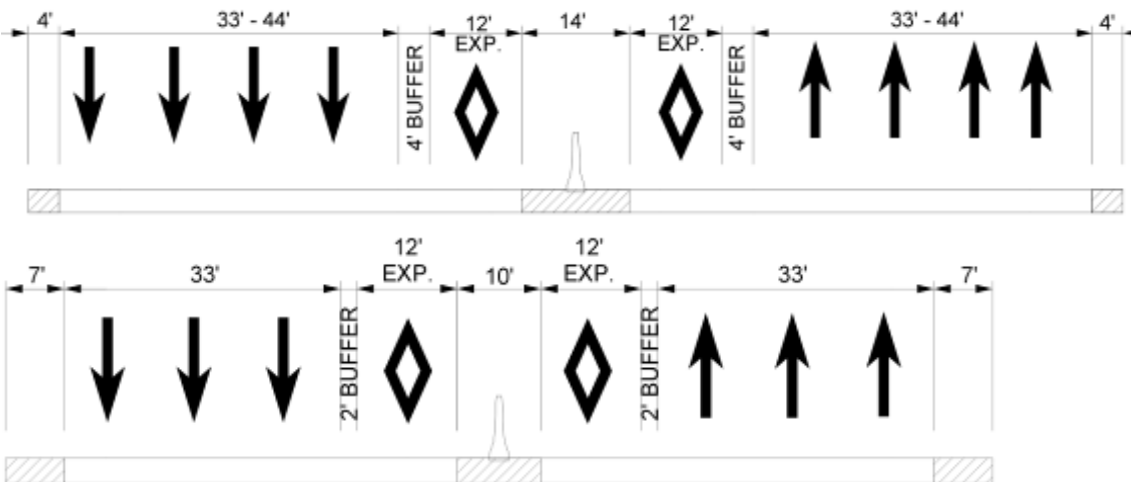 4' 33' - 44' 4' BUFFER 12' 14' 12' 4' BUFFER 33' - 44' 4'
EXP. EXP.
7' 33' 2' BUFFER 12' 10' 12' 2' BUFFER 33' 7'
EXP. EXP.